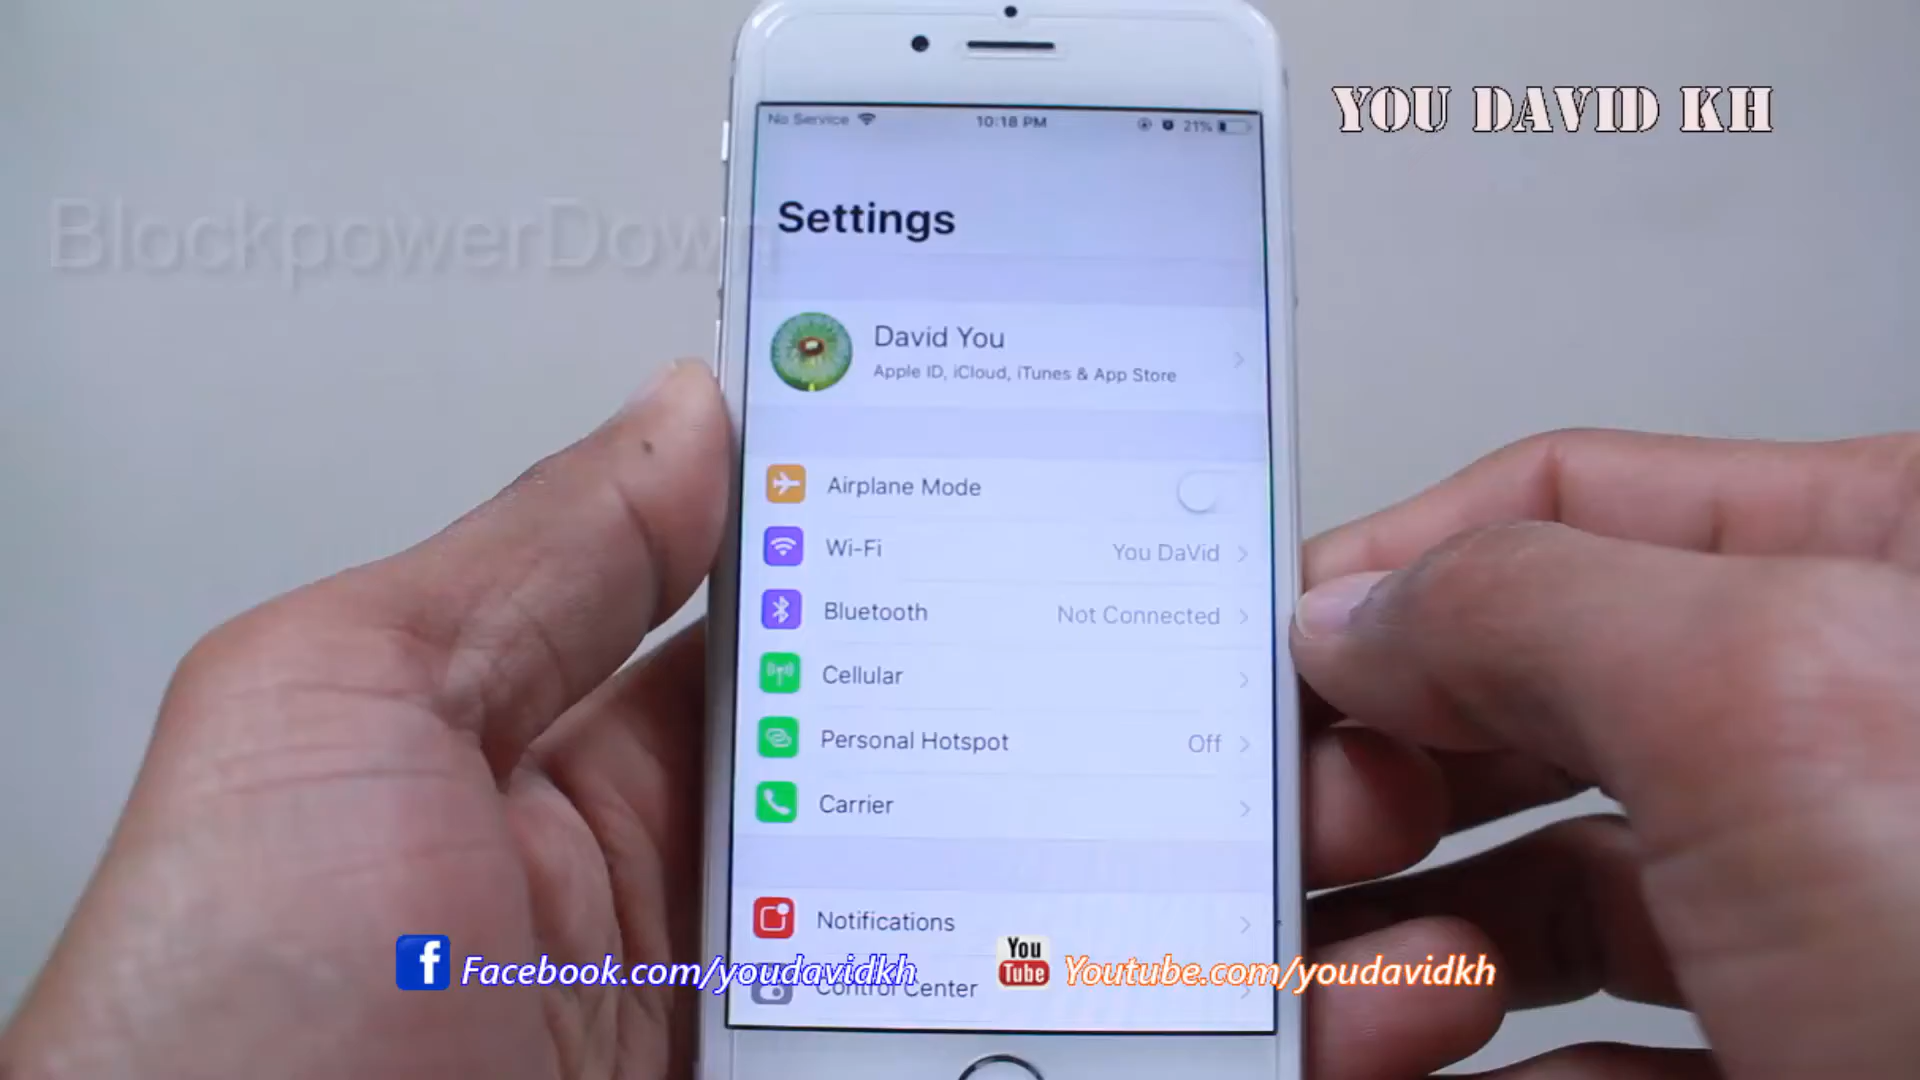 YOU DAVID KH
No Service
10:18 PM
21%
BlockpowerDown
Settings
David You
Apple ID, iCloud, iTunes & App Store
Airplane Mode
Wi-Fi
You DaVid
Bluetooth
Not Connected
Cellular
Personal Hotspot
Off
Carrier
Notifications
Control Center
f Facebook.com/youdavidkh
You Tube Youtube.com/youdavidkh